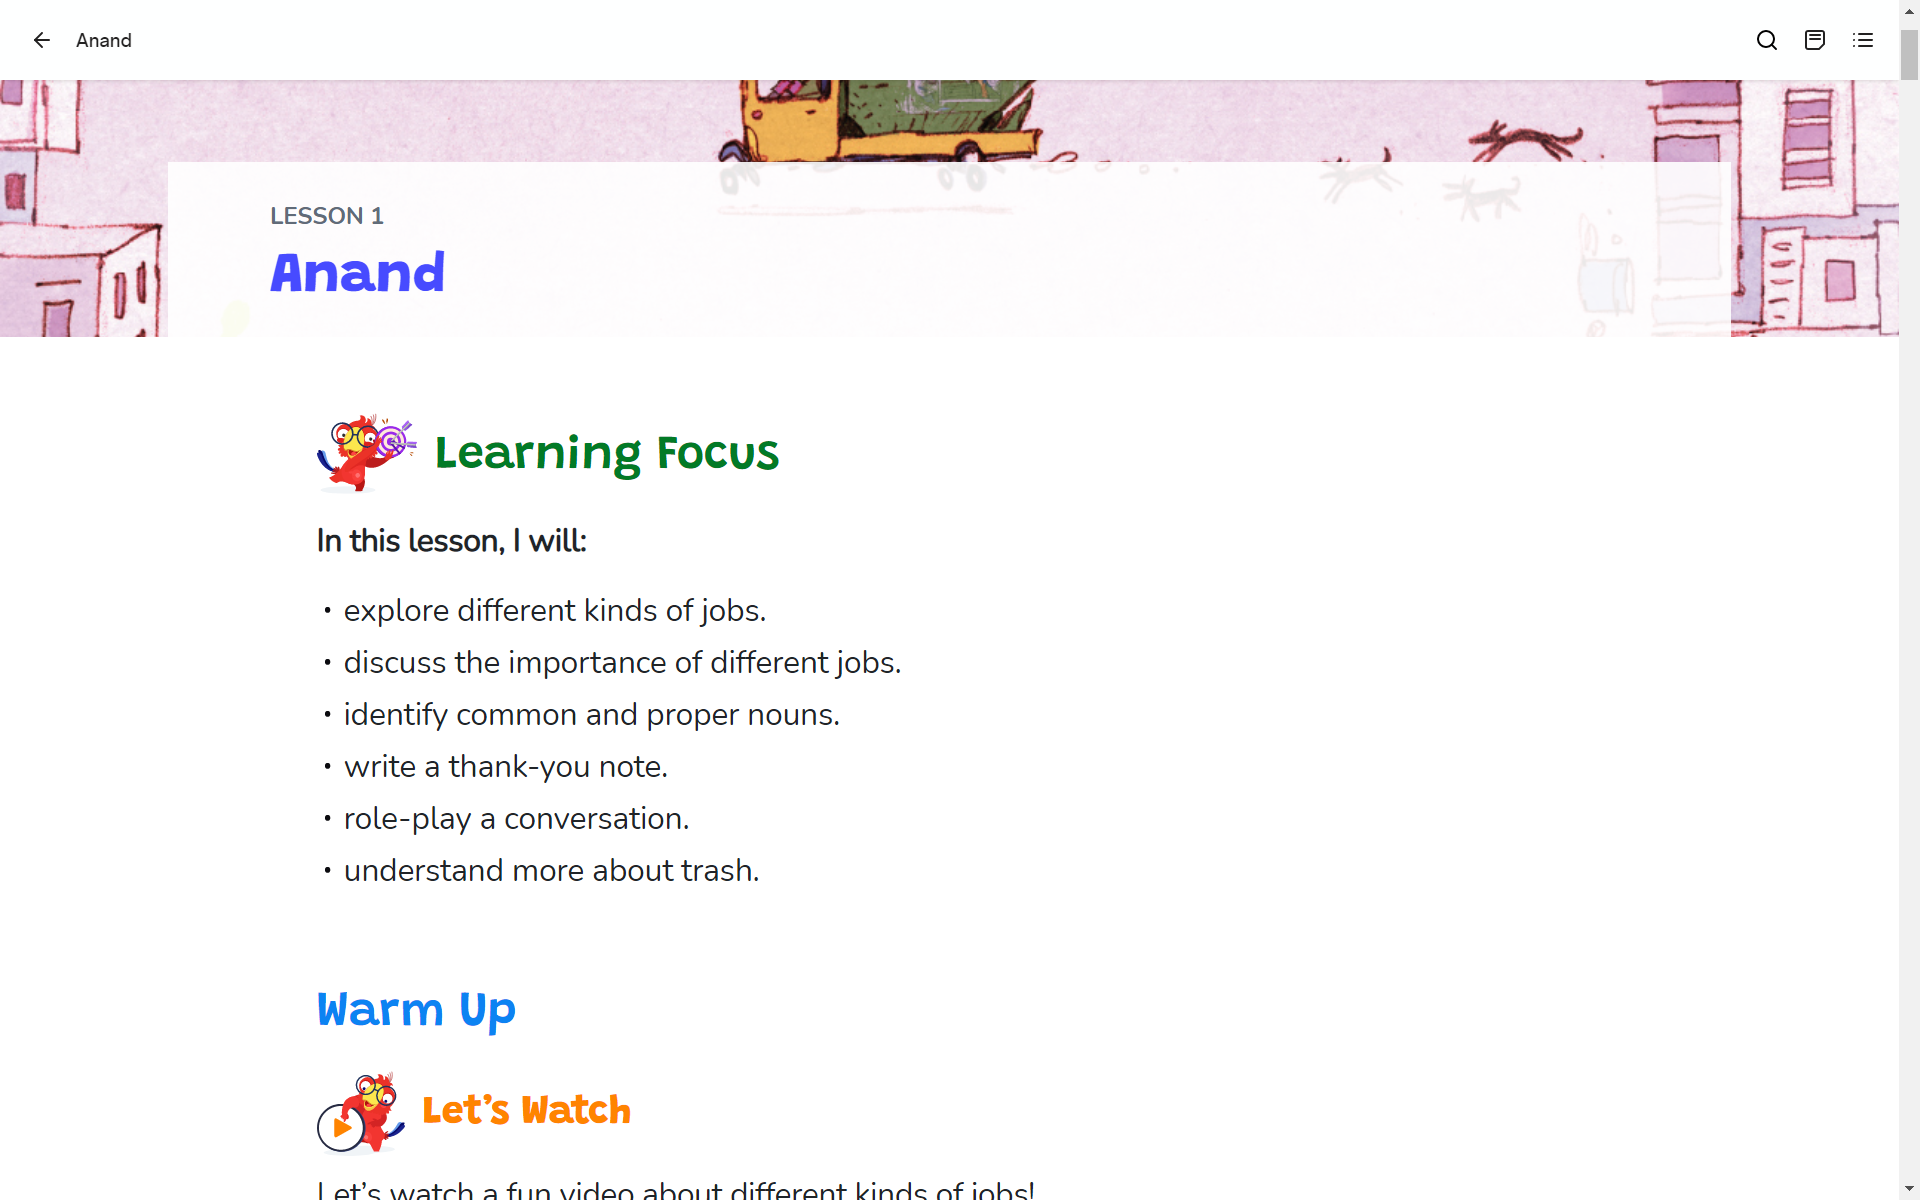 Anand
LESSON 1
Anand
Learning Focus
In this lesson, I will:
• explore different kinds of jobs.
• discuss the importance of different jobs.
• identify common and proper nouns.
• write a thank-you note.
• role-play a conversation.
• understand more about trash.
Warm Up
Let’s Watch
Let’s watch a fun video about different kinds of jobs!